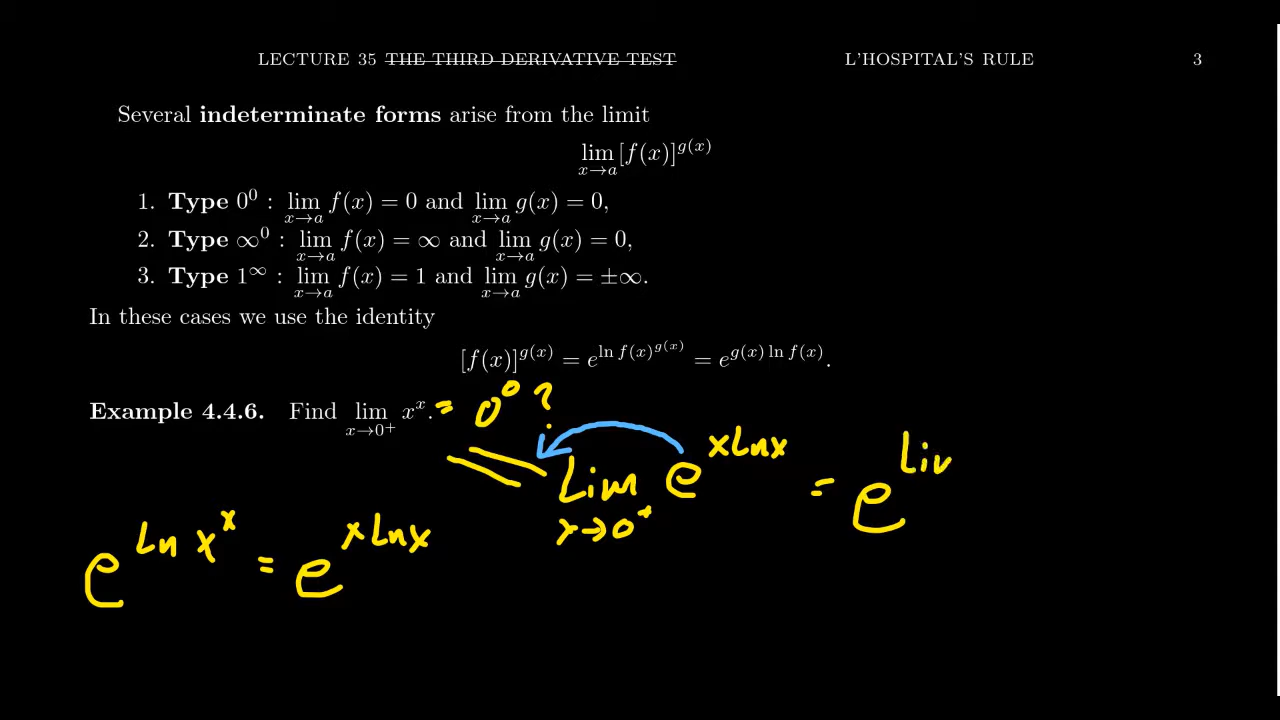 LECTURE 35 THE THIRD DERIVATIVE TEST L'HOSPITAL'S RULE 3
Several indeterminate forms arise from the limit
lim_{x→a} [f(x)]^{g(x)}
1. Type 0^0 : lim_{x→a} f(x) = 0 and lim_{x→a} g(x) = 0,
2. Type ∞^0 : lim_{x→a} f(x) = ∞ and lim_{x→a} g(x) = 0,
3. Type 1^∞ : lim_{x→a} f(x) = 1 and lim_{x→a} g(x) = ±∞.
In these cases we use the identity
[f(x)]^{g(x)} = e^{ln f(x)^{g(x)}} = e^{g(x) ln f(x)}.
Example 4.4.6. Find lim_{x→0^+} x^x. = 0^0 ?
= Lim_{x→0^+} e^{x Ln x} = e^{Lim
e^{Ln x^x} = e^{x Ln x}